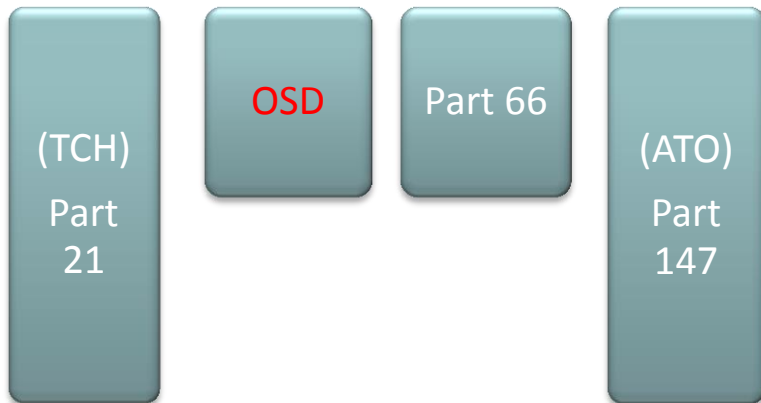 (TCH)
Part
21
OSD
Part 66
(ATO)
Part
147